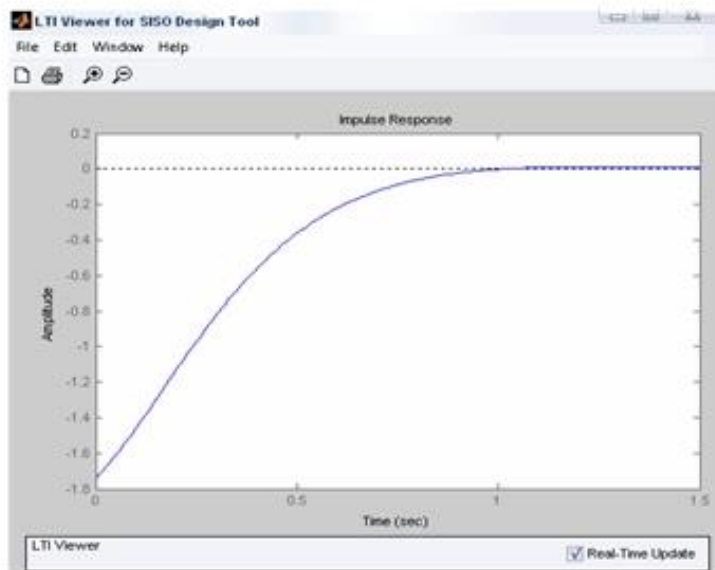 LTI Viewer for SISO Design Tool
File Edit Window Help
Impulse Response
0.2
0
-0.2
-0.4
-0.6
-0.8
-1
-1.2
-1.4
-1.6
-1.8
0 0.5 1 1.5
Amplitude
Time (sec)
LTI Viewer
Real-Time Update